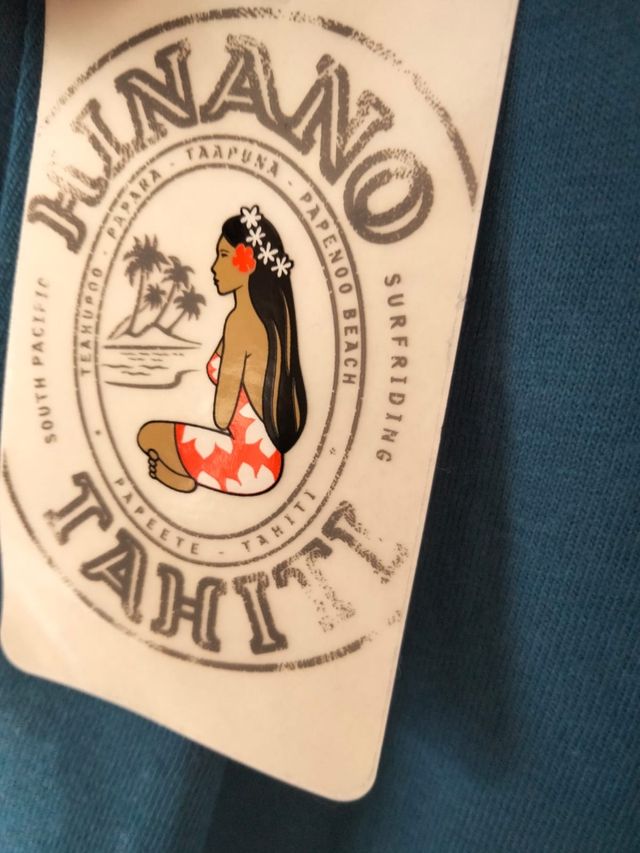 HINANO
TEAHUPOO - PAPARA - TAAPUNA - PAPENOO BEACH
SOUTH PACIFIC
SURFRIDING
PAPEETE - TAHITI
TAHITI